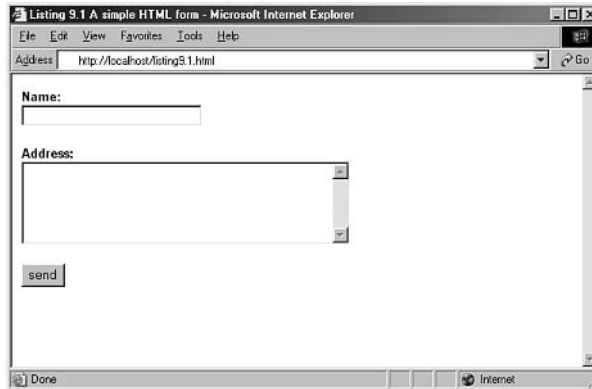 Listing 9.1 A simple HTML form - Microsoft Internet Explorer
File Edit View Favorites Tools Help
Address http://localhost/listing9.1.html Go
Name:
Address:
send
Done Internet